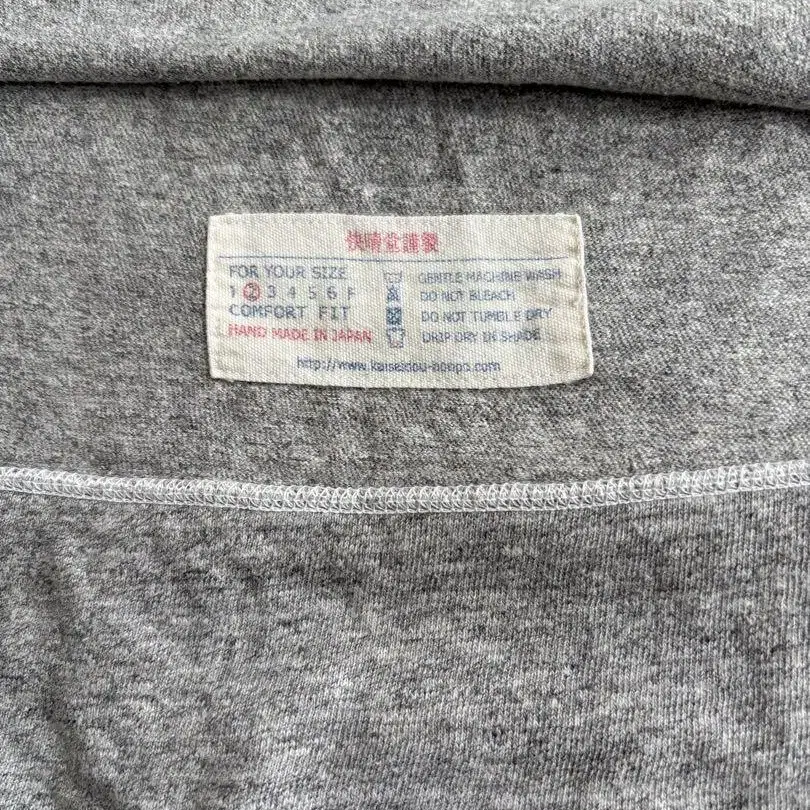 快晴堂謹製
FOR YOUR SIZE
1 2 3 4 5 6 F
COMFORT FIT
HAND MADE IN JAPAN
GENTLE MACHINE WASH
DO NOT BLEACH
DO NOT TUMBLE DRY
DRIP DRY IN SHADE
http://www.kaiseidou-honpo.com